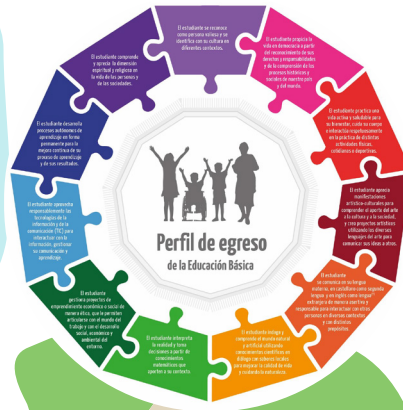 El estudiante se reconoce
como persona valiosa y se
identifica con su cultura en
diferentes contextos.
El estudiante propicia la
vida en democracia a partir
del reconocimiento de sus
derechos y responsabilidades
y de la comprensión de los
procesos históricos y
sociales de nuestro país
y del mundo.
El estudiante practica una
vida activa y saludable para
su bienestar, cuida su cuerpo
e interactúa respetuosamente
en la práctica de distintas
actividades físicas,
cotidianas o deportivas.
El estudiante aprecia
manifestaciones
artístico-culturales para
comprender el aporte del arte
a la cultura y a la sociedad,
y crea proyectos artísticos
utilizando los diversos
lenguajes del arte para
comunicar sus ideas a otros.
El estudiante
se comunica en su lengua
materna, en castellano como segunda
lengua y en inglés como lengua
extranjera de manera asertiva y
responsable para interactuar con otras
personas en diversos contextos
y con distintos
propósitos.
El estudiante indaga y
comprende el mundo natural
y artificial utilizando
conocimientos científicos en
diálogo con saberes locales
para mejorar la calidad de vida
y cuidando la naturaleza.
El estudiante interpreta
la realidad y toma
decisiones a partir de
conocimientos
matemáticos que
aporten a su contexto.
El estudiante
gestiona proyectos de
emprendimiento económico o social de
manera ética, que le permiten
articularse con el mundo del
trabajo y con el desarrollo
social, económico y
ambiental del
entorno.
El estudiante aprovecha
responsablemente las
tecnologías de la
información y de la
comunicación (TIC) para
interactuar con la
información, gestionar
su comunicación y
aprendizaje.
El estudiante desarrolla
procesos autónomos de
aprendizaje en forma
permanente para la
mejora continua de su
proceso de aprendizaje
y de sus resultados.
El estudiante comprende
y aprecia la dimensión
espiritual y religiosa en
la vida de las personas y
de las sociedades.
Perfil de egreso
de la Educación Básica